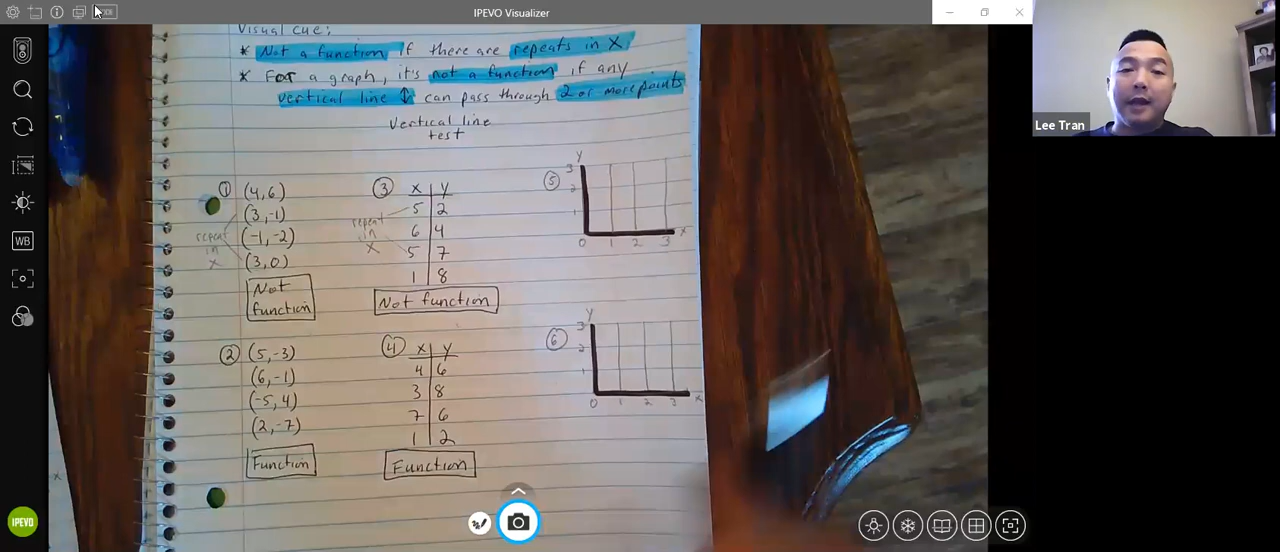 IPEVO Visualizer
Lee Tran
Visual cue:
* Not a function if there are repeats in X
* For a graph, it's not a function if any
vertical line ↕ can pass through 2 or more points
Vertical line
test
① (4,6)
(3,-1)
(-1,-2)
(3,0)
repeat
in
x
Not
function
③ x | y
5 | 2
6 | 4
5 | 7
1 | 8
repeat
in
x
Not function
⑤ y
3
2
1
0 1 2 3 x
② (5,-3)
(6,-1)
(-5,4)
(2,-7)
Function
④ x | y
4 | 6
3 | 8
7 | 6
1 | 2
Function
⑥ y
3
2
1
0 1 2 3 x
WB
IPEVO